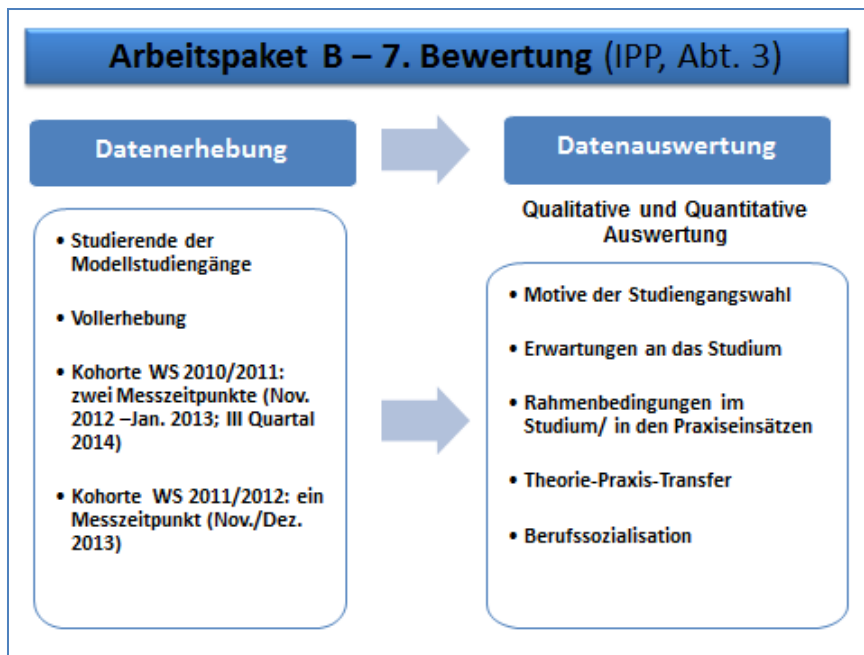 Arbeitspaket B – 7. Bewertung (IPP, Abt. 3)
Datenerhebung
• Studierende der
Modellstudiengänge
• Vollerhebung
• Kohorte WS 2010/2011:
zwei Messzeitpunkte (Nov.
2012 –Jan. 2013; III Quartal
2014)
• Kohorte WS 2011/2012: ein
Messzeitpunkt (Nov./Dez.
2013)
Datenauswertung
Qualitative und Quantitative
Auswertung
• Motive der Studiengangswahl
• Erwartungen an das Studium
• Rahmenbedingungen im
Studium/ in den Praxiseinsätzen
• Theorie-Praxis-Transfer
• Berufssozialisation